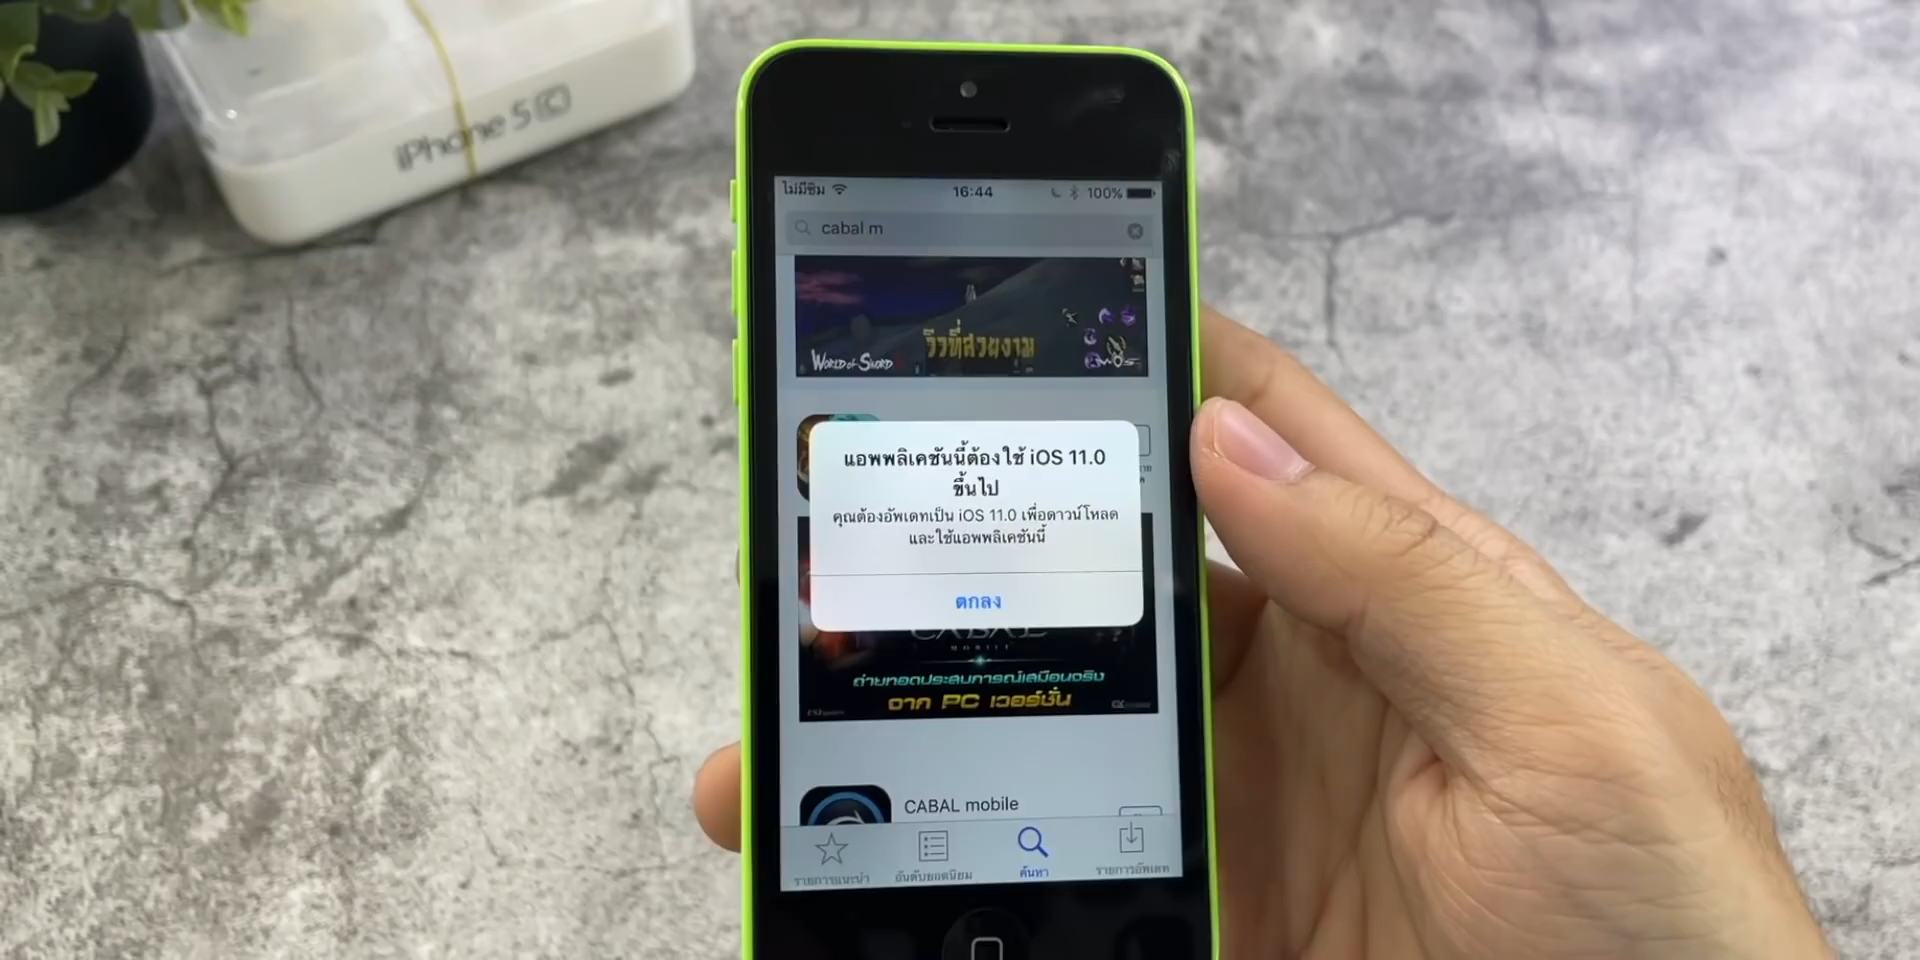 iPhone 5c
ไม่มีซิม
16:44
100%
cabal m
WORLD of SWORD
วิวที่สวยงาม
WOS
แอพพลิเคชันนี้ต้องใช้ iOS 11.0
ขึ้นไป
คุณต้องอัพเดทเป็น iOS 11.0 เพื่อดาวน์โหลด
และใช้แอพพลิเคชันนี้
ตกลง
CABAL
MOBILE
ถ่ายทอดประสบการณ์เสมือนจริง
จาก PC เวอร์ชั่น
CABAL mobile
รายการแนะนำ
อันดับยอดนิยม
ค้นหา
รายการอัพเดท